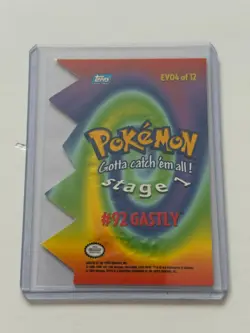 Topps
EV04 of 12
POKéMON
Gotta catch 'em all!
stage 1
#92 GASTLY